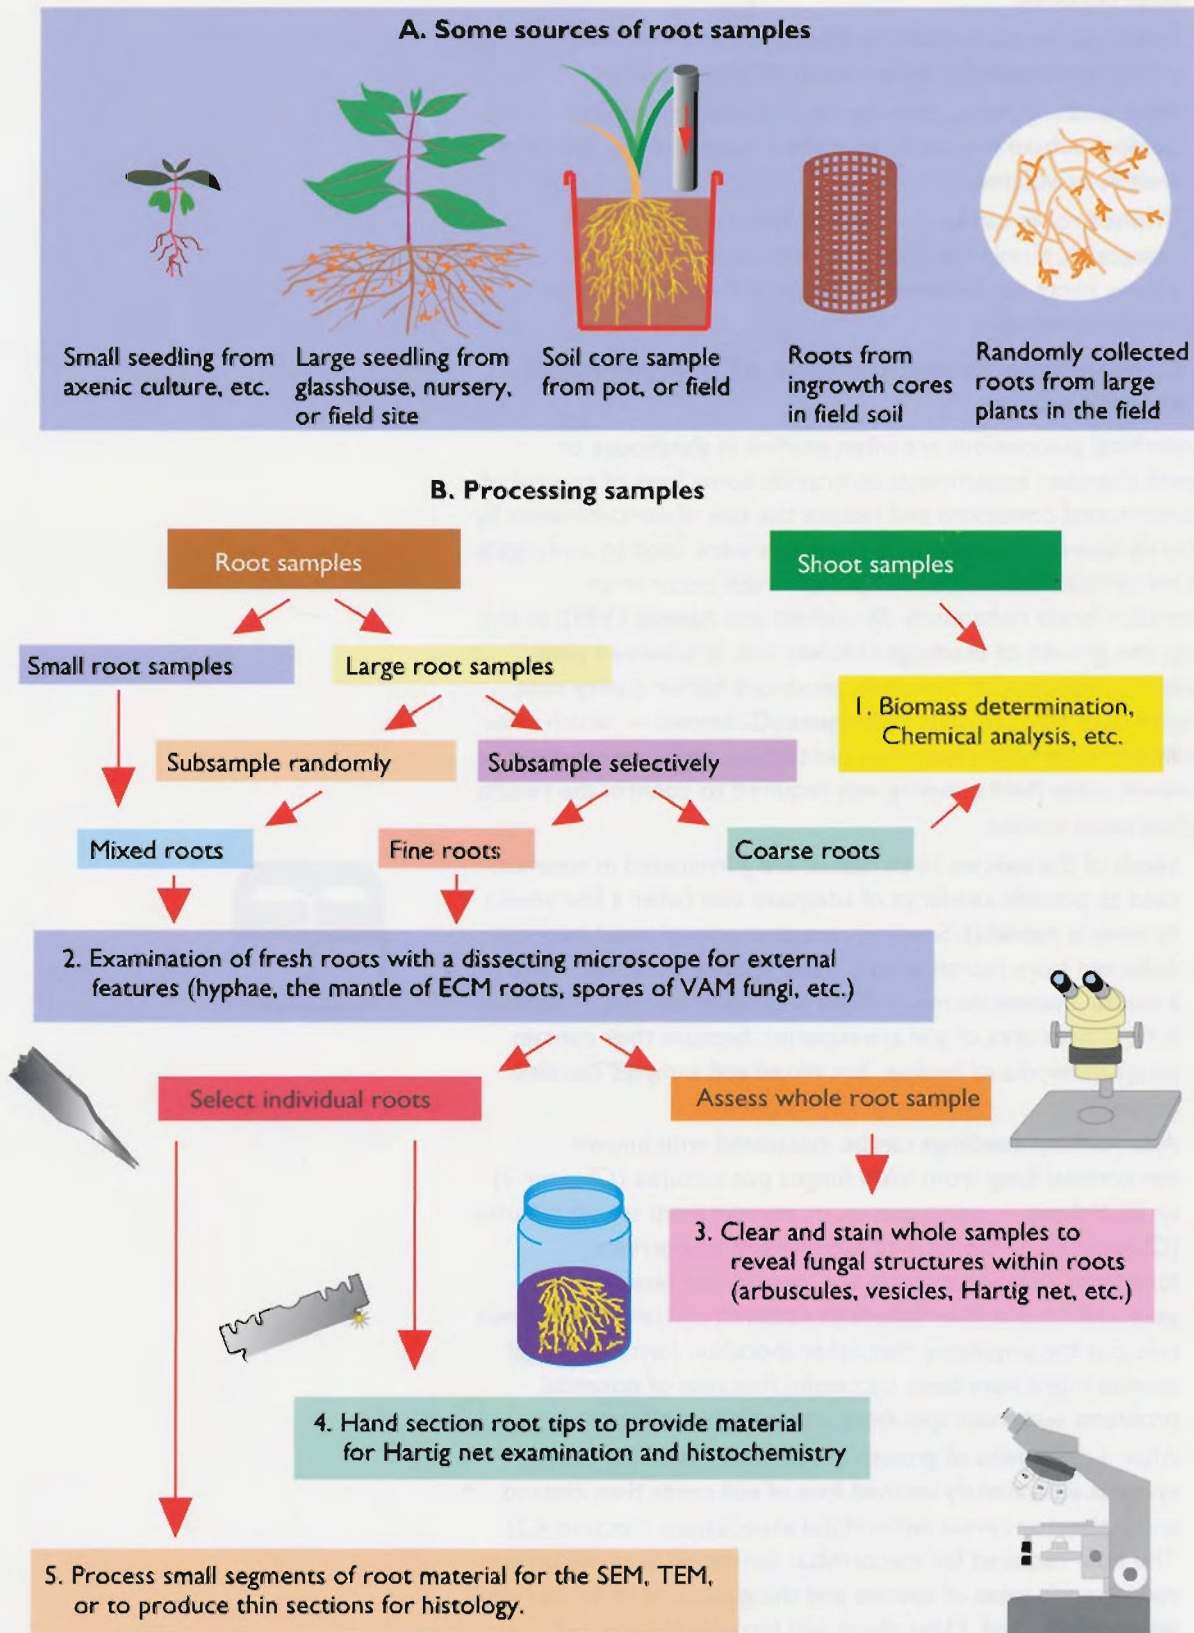 A. Some sources of root samples
Small seedling from
axenic culture, etc.
Large seedling from
glasshouse, nursery,
or field site
Soil core sample
from pot, or field
Roots from
ingrowth cores
in field soil
Randomly collected
roots from large
plants in the field
B. Processing samples
Root samples
Shoot samples
Small root samples
Large root samples
1. Biomass determination,
Chemical analysis, etc.
Subsample randomly
Subsample selectively
Mixed roots
Fine roots
Coarse roots
2. Examination of fresh roots with a dissecting microscope for external
features (hyphae, the mantle of ECM roots, spores of VAM fungi, etc.)
Select individual roots
Assess whole root sample
3. Clear and stain whole samples to
reveal fungal structures within roots
(arbuscules, vesicles, Hartig net, etc.)
4. Hand section root tips to provide material
for Hartig net examination and histochemistry
5. Process small segments of root material for the SEM, TEM,
or to produce thin sections for histology.